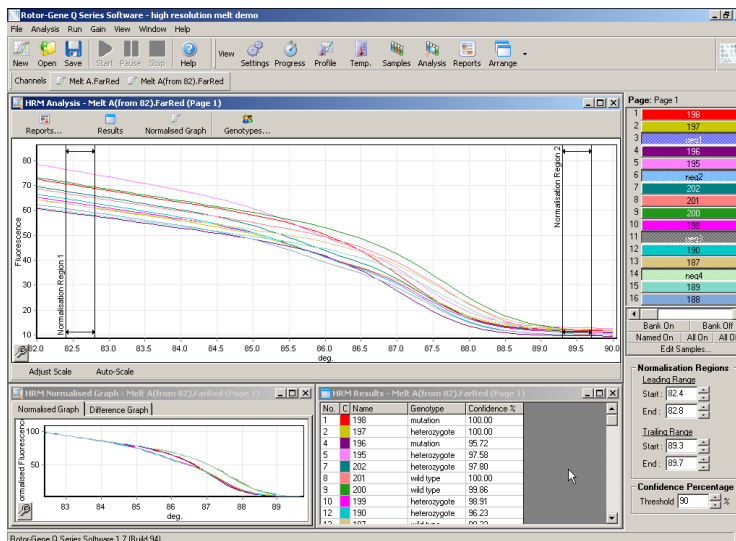 Rotor-Gene Q Series Software - high resolution melt demo
File Analysis Run Gain View Window Help
New Open Save Start Pause Stop Help View Settings Progress Profile Temp. Samples Analysis Reports Arrange
Channels Melt A.FarRed Melt A(from 82).FarRed
HRM Analysis - Melt A(from 82).FarRed (Page 1)
Reports... Results Normalised Graph Genotypes...
Fluorescence
80
70
60
50
40
30
20
10
Normalisation Region 1
Normalisation Region 2
82.0 82.5 83.0 83.5 84.0 84.5 85.0 85.5 86.0 86.5 87.0 87.5 88.0 88.5 89.0 89.5 90.0
deg.
Adjust Scale Auto-Scale
HRM Normalised Graph - Melt A(from 82).FarRed (Page 1)
Normalised Graph Difference Graph
100
50
83 84 85 86 87 88 89
deg.
HRM Results - Melt A(from 82).FarRed (Page 1)
No. C Name Genotype Confidence %
1 198 mutation 100.00
2 197 heterozygote 100.00
4 196 mutation 95.72
5 195 heterozygote 97.58
7 202 heterozygote 97.80
8 201 wild type 100.00
9 200 wild type 99.86
10 199 heterozygote 98.91
12 190 heterozygote 96.23
13 187 wild type
Page: Page 1
1 198
2 197
3 neg1
4 196
5 195
6 neg2
7 202
8 201
9 200
10 199
11
12 190
13 187
14 neg4
15 189
16 188
Bank On Bank Off
Named On All On
Edit Samples...
Normalisation Regions
Leading Range
Start : 82.4
End : 82.8
Trailing Range
Start : 89.3
End : 89.7
Confidence Percentage
Threshold 90 %
Rotor-Gene Q Series Software 1.7 (Build 94)